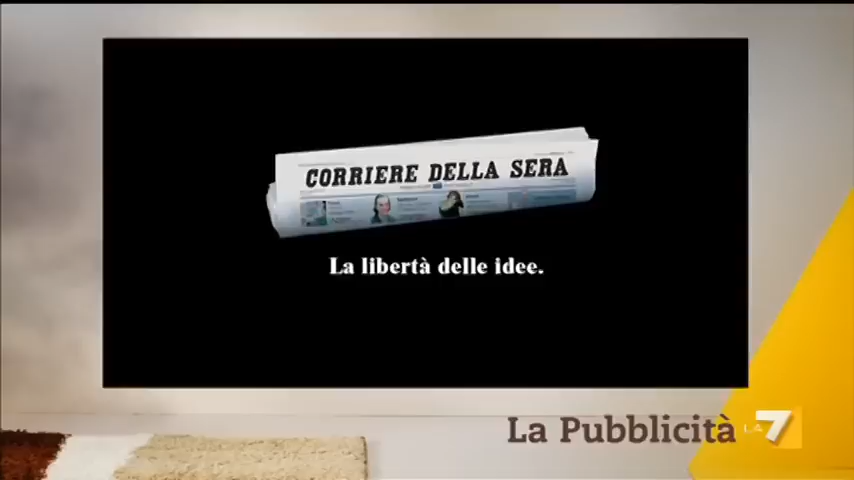 CORRIERE DELLA SERA
La libertà delle idee.
La Pubblicità
LA 7